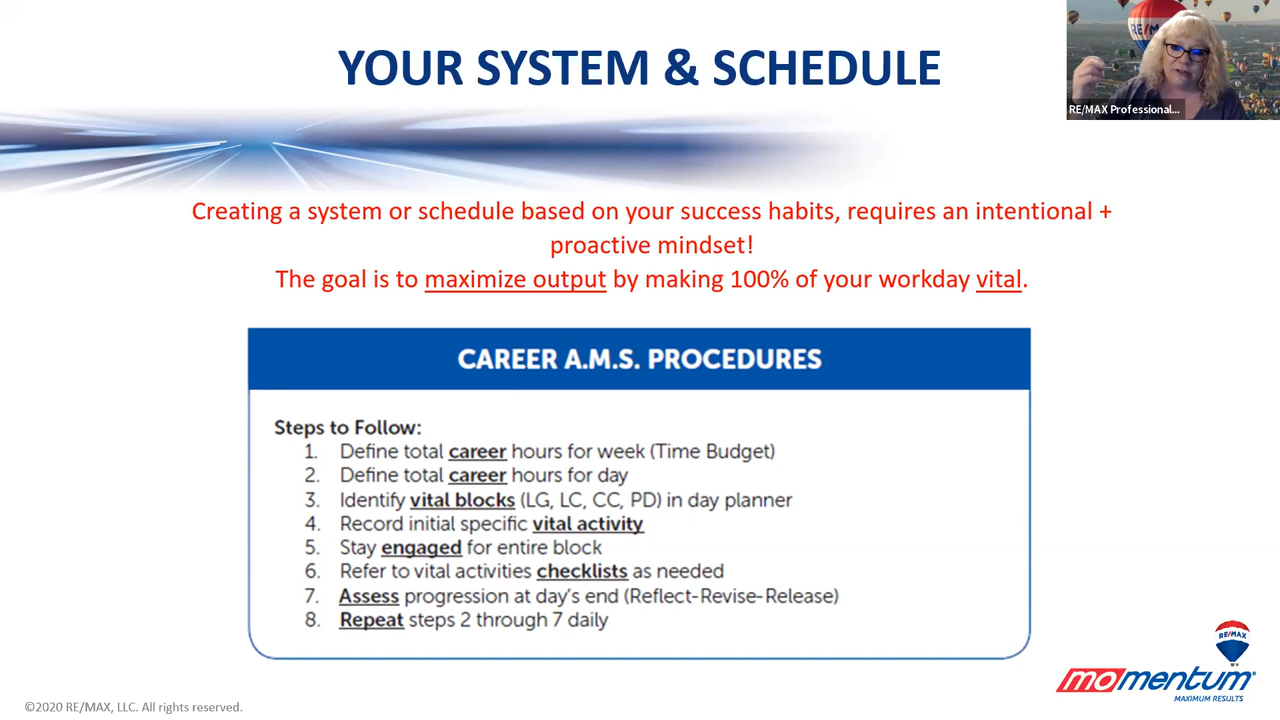 YOUR SYSTEM & SCHEDULE
RE/MAX Professional...
Creating a system or schedule based on your success habits, requires an intentional +
proactive mindset!
The goal is to maximize output by making 100% of your workday vital.
CAREER A.M.S. PROCEDURES
Steps to Follow:
1. Define total career hours for week (Time Budget)
2. Define total career hours for day
3. Identify vital blocks (LG, LC, CC, PD) in day planner
4. Record initial specific vital activity
5. Stay engaged for entire block
6. Refer to vital activities checklists as needed
7. Assess progression at day's end (Reflect-Revise-Release)
8. Repeat steps 2 through 7 daily
RE/MAX
momentum
MAXIMUM RESULTS
©2020 RE/MAX, LLC. All rights reserved.